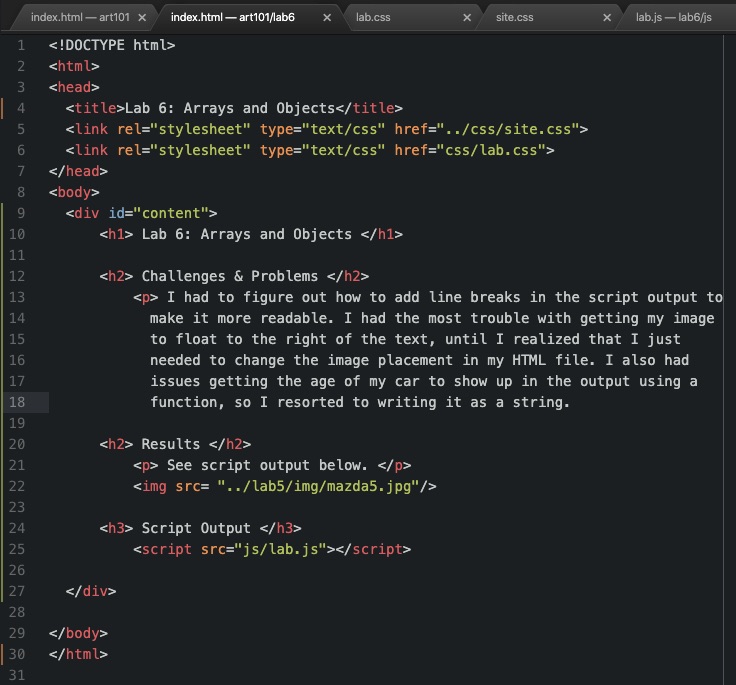 index.html — art101 ×
index.html — art101/lab6 ×
lab.css ×
site.css ×
lab.js — lab6/js
1 <!DOCTYPE html>
2 <html>
3 <head>
4   <title>Lab 6: Arrays and Objects</title>
5   <link rel="stylesheet" type="text/css" href="../css/site.css">
6   <link rel="stylesheet" type="text/css" href="css/lab.css">
7 </head>
8 <body>
9   <div id="content">
10       <h1> Lab 6: Arrays and Objects </h1>
11
12       <h2> Challenges & Problems </h2>
13           <p> I had to figure out how to add line breaks in the script output to
14             make it more readable. I had the most trouble with getting my image
15             to float to the right of the text, until I realized that I just
16             needed to change the image placement in my HTML file. I also had
17             issues getting the age of my car to show up in the output using a
18             function, so I resorted to writing it as a string.
19
20       <h2> Results </h2>
21           <p> See script output below. </p>
22           <img src= "../lab5/img/mazda5.jpg"/>
23
24       <h3> Script Output </h3>
25           <script src="js/lab.js"></script>
26
27   </div>
28
29 </body>
30 </html>
31